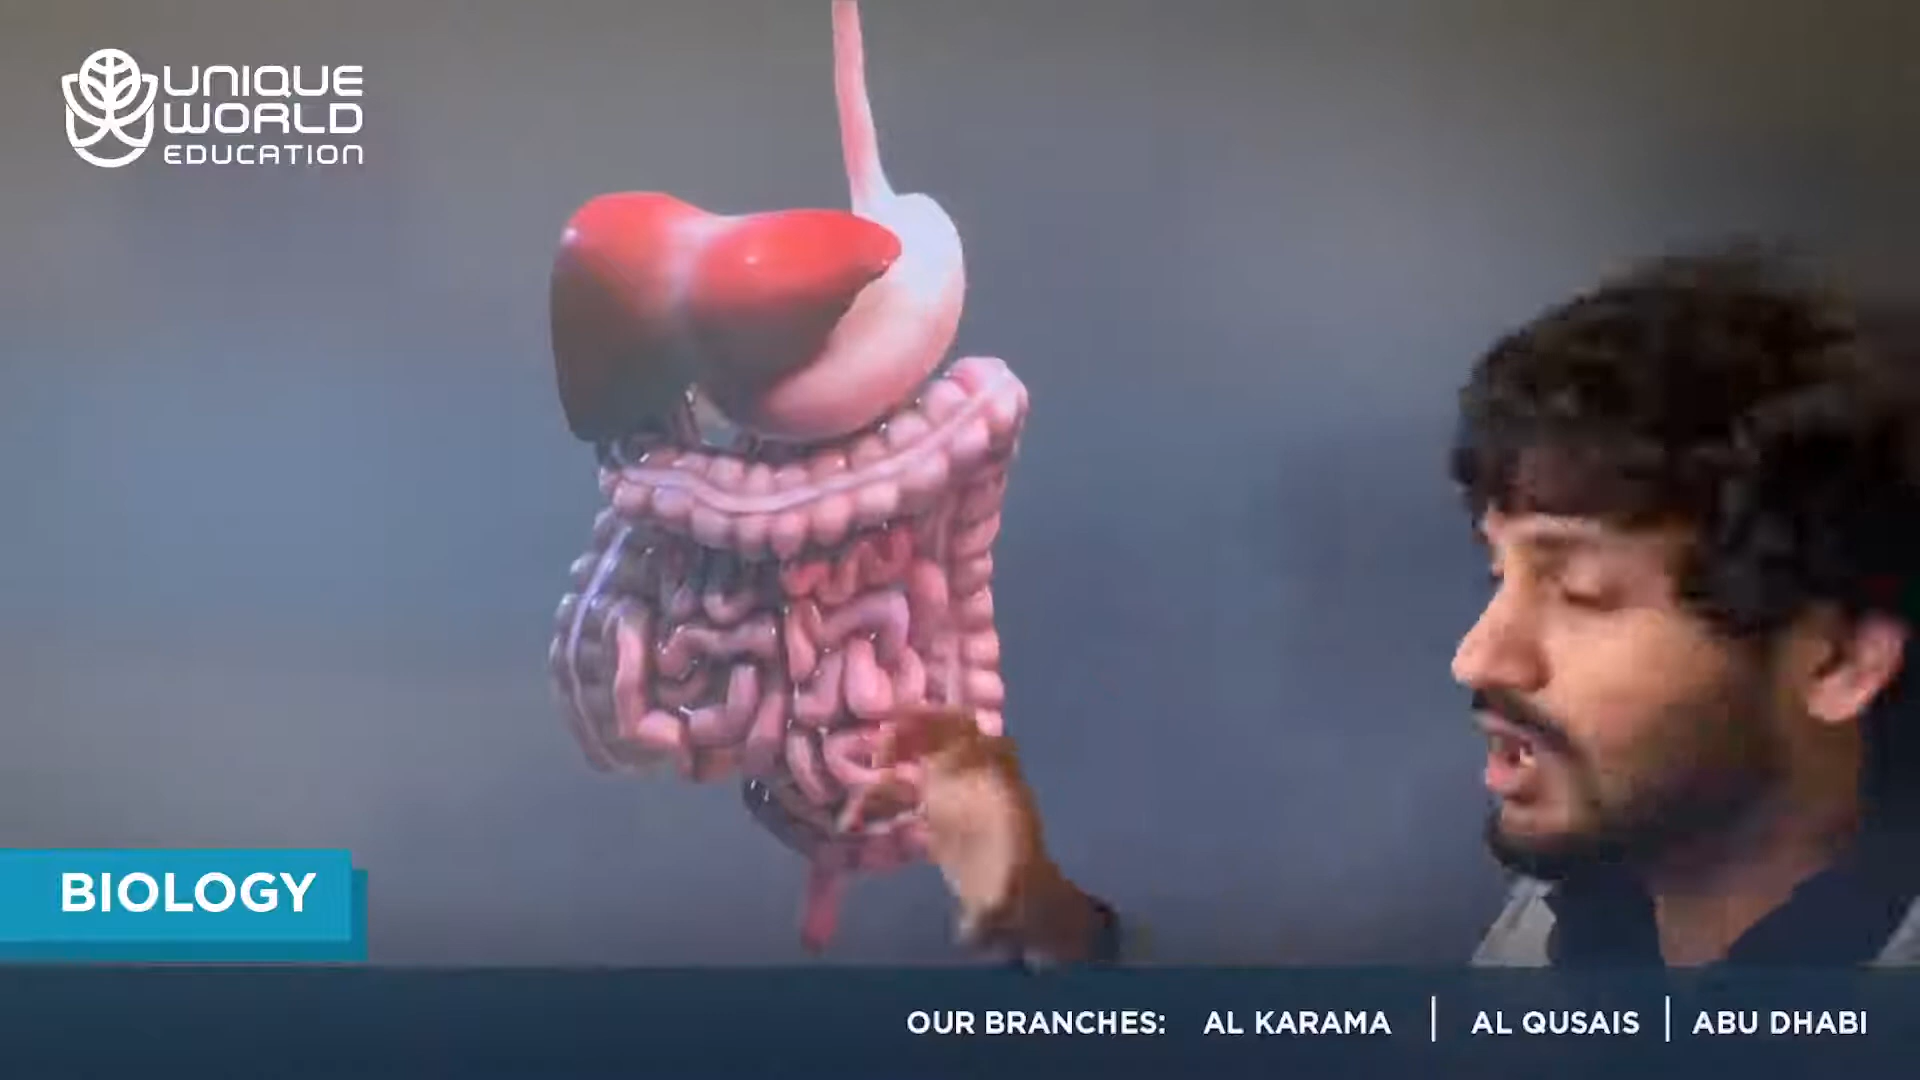 UNIQUE
WORLD
EDUCATION
BIOLOGY
OUR BRANCHES: AL KARAMA | AL QUSAIS | ABU DHABI